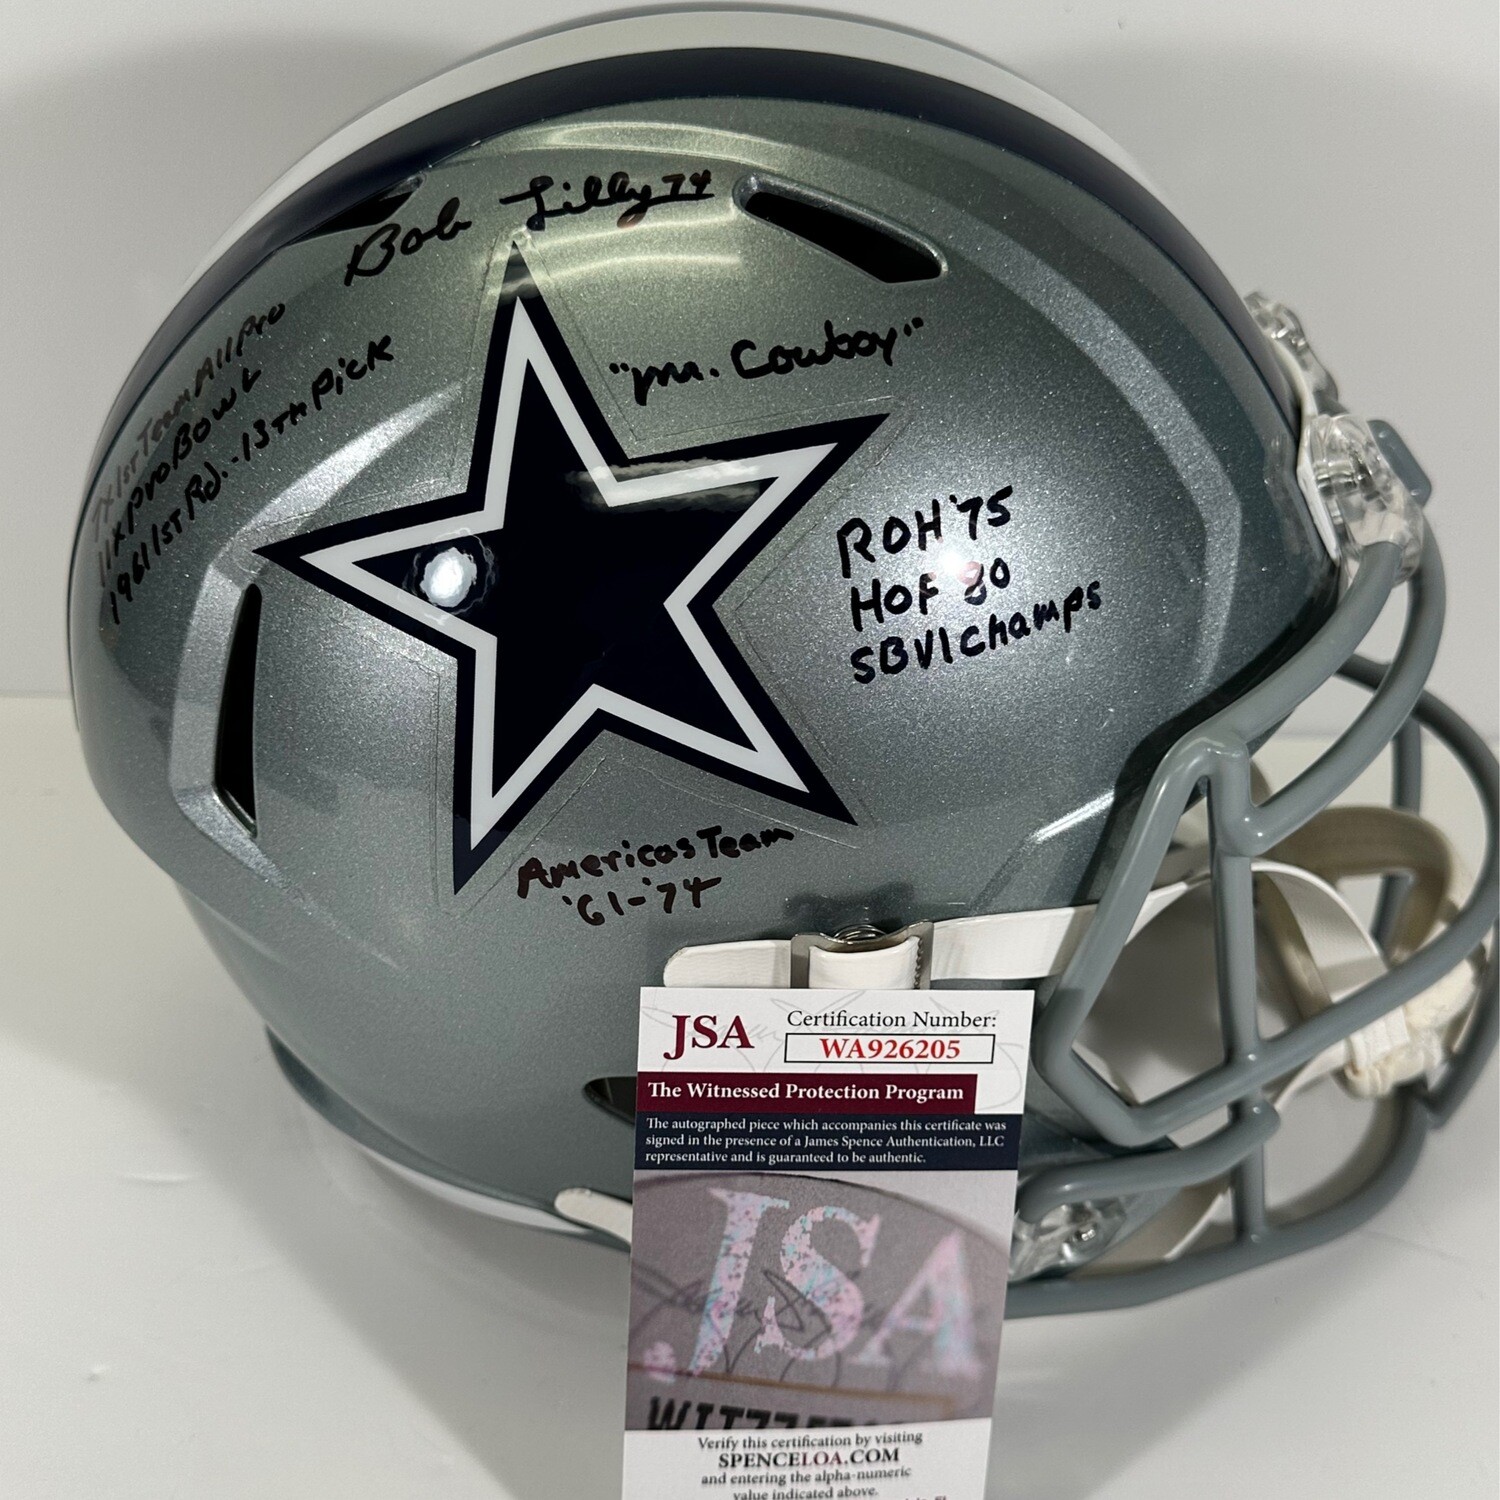 Bob Lilly 74
"Mr. Cowboy"
7x 1st Team All Pro
11x pro Bowl
1961 1st Rd.-13TH PICK
ROH '75
HOF 80
SBVI Champs
Americas Team
'61-'74
JSA
Certification Number:
WA926205
The Witnessed Protection Program
The autographed piece which accompanies this certificate was
signed in the presence of a James Spence Authentication, LLC
representative and is guaranteed to be authentic.
JSA
Verify this certification by visiting
SPENCELOA.COM
and entering the alpha-numeric
value indicated above.